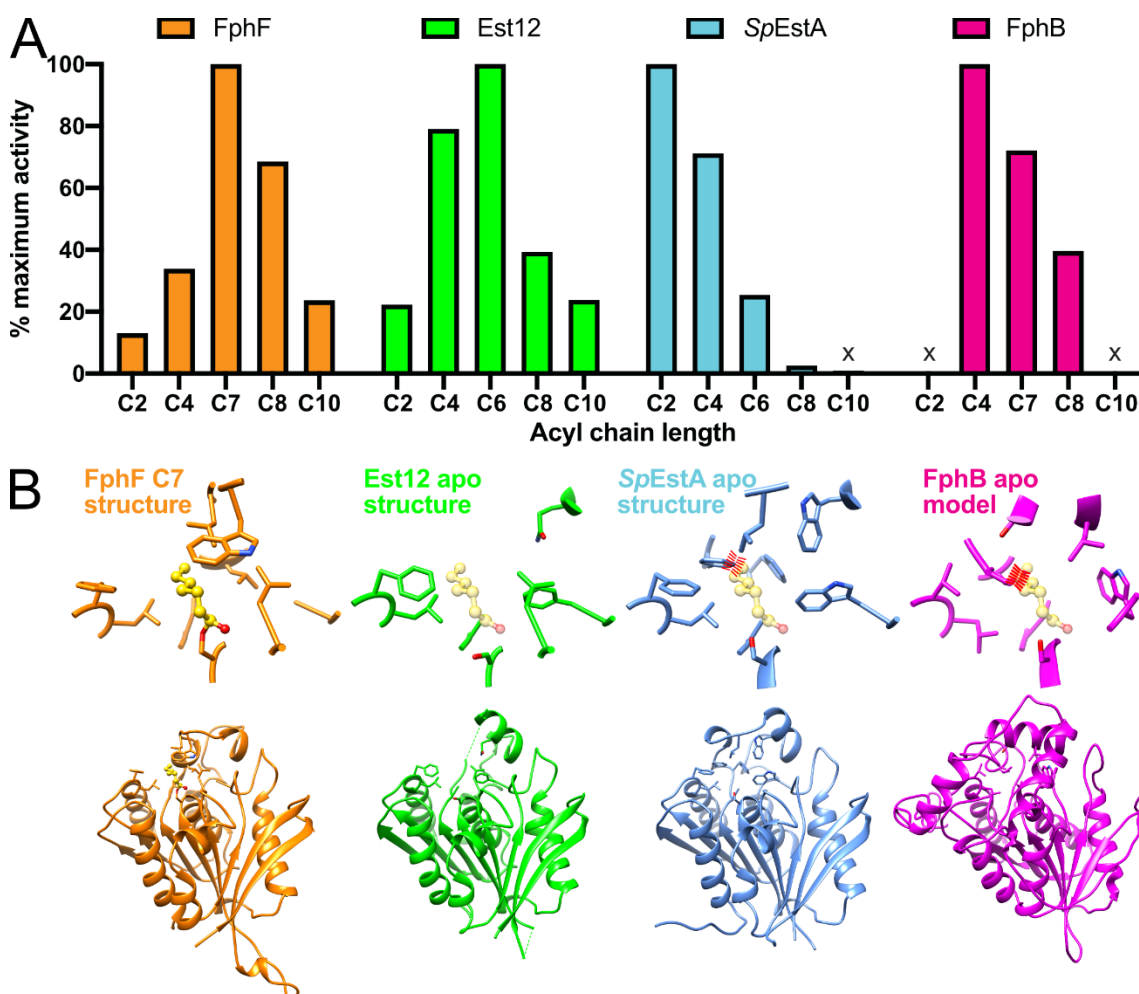 A
FphF Est12 SpEstA FphB
% maximum activity
100
80
60
40
20
0
x x x
C2 C4 C7 C8 C10 C2 C4 C6 C8 C10 C2 C4 C6 C8 C10 C2 C4 C7 C8 C10
Acyl chain length
B
FphF C7 Est12 apo SpEstA apo FphB apo
structure structure structure model